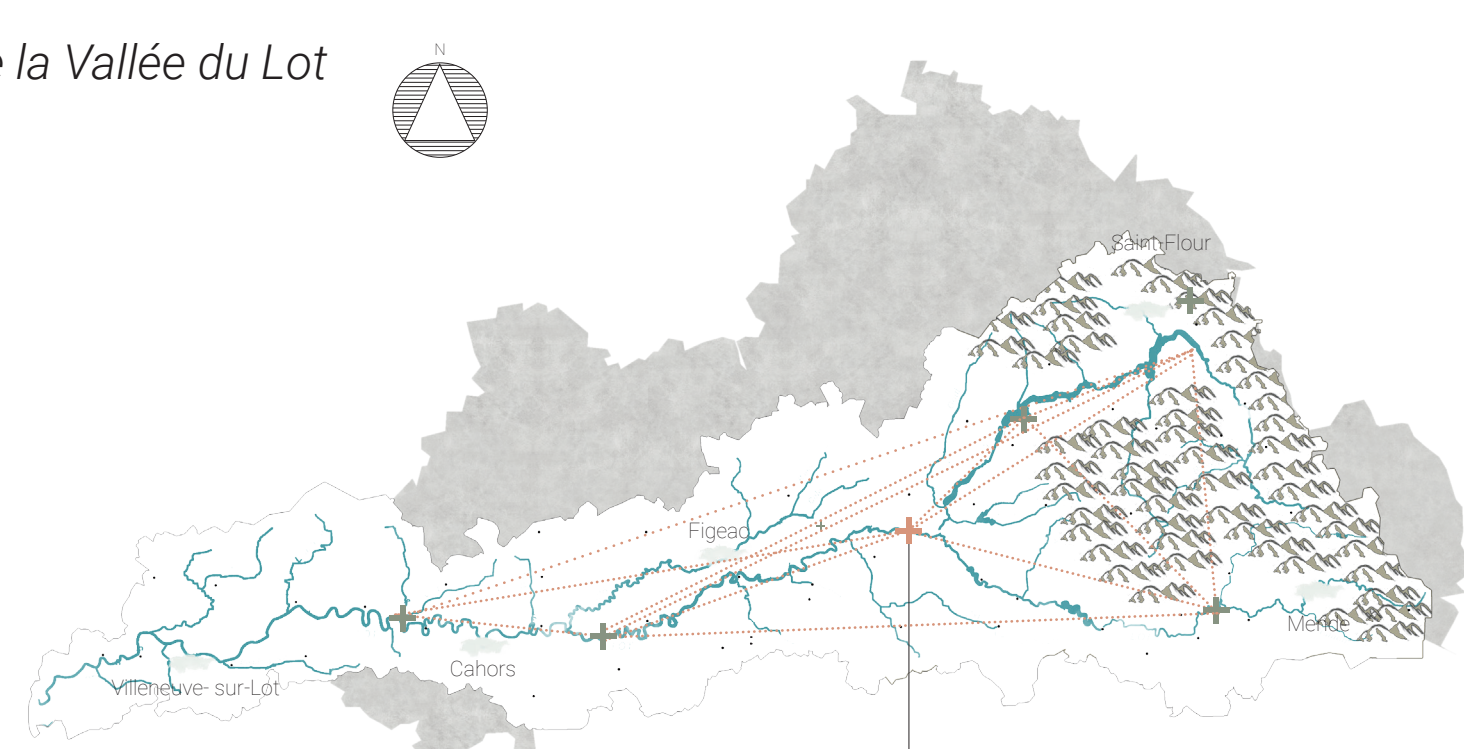 e la Vallée du Lot
N
Saint-Flour
Figeac
Mende
Cahors
Villeneuve- sur-Lot